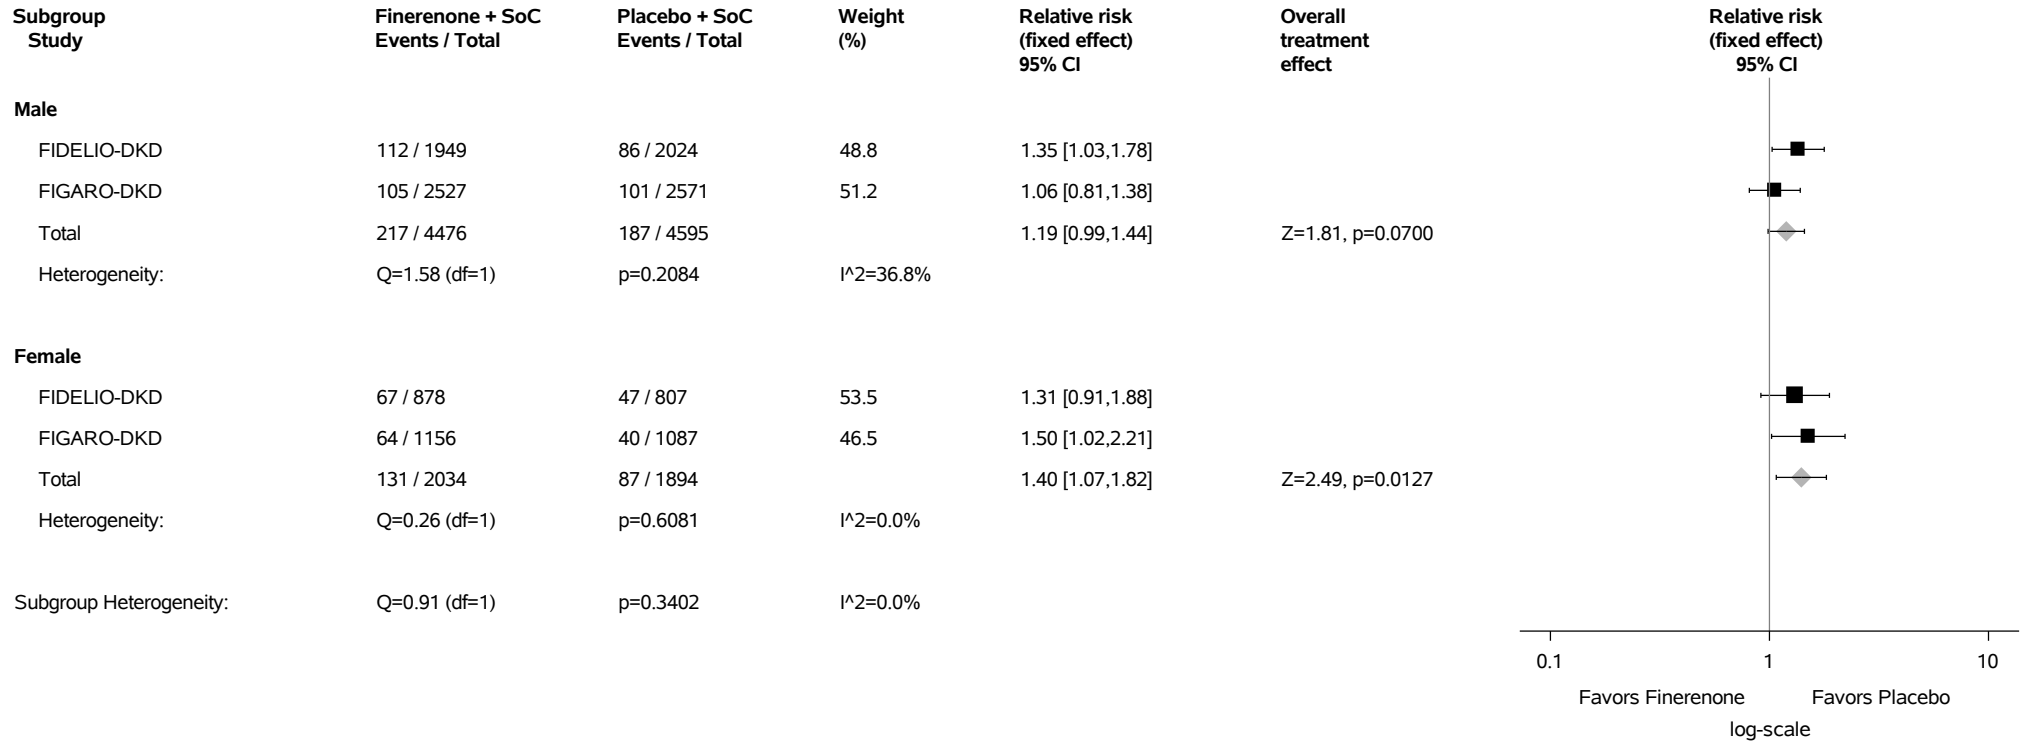 Subgroup Finerenone + SoC Placebo + SoC Weight Relative risk Overall Relative risk
Study Events / Total Events / Total (%) (fixed effect) treatment (fixed effect)
95% CI effect 95% CI
Male
FIDELIO-DKD 112 / 1949 86 / 2024 48.8 1.35 [1.03,1.78]
FIGARO-DKD 105 / 2527 101 / 2571 51.2 1.06 [0.81,1.38]
Total 217 / 4476 187 / 4595 1.19 [0.99,1.44] Z=1.81, p=0.0700
Heterogeneity: Q=1.58 (df=1) p=0.2084 I^2=36.8%
Female
FIDELIO-DKD 67 / 878 47 / 807 53.5 1.31 [0.91,1.88]
FIGARO-DKD 64 / 1156 40 / 1087 46.5 1.50 [1.02,2.21]
Total 131 / 2034 87 / 1894 1.40 [1.07,1.82] Z=2.49, p=0.0127
Heterogeneity: Q=0.26 (df=1) p=0.6081 I^2=0.0%
Subgroup Heterogeneity: Q=0.91 (df=1) p=0.3402 I^2=0.0%
0.1 1 10
Favors Finerenone Favors Placebo
log-scale